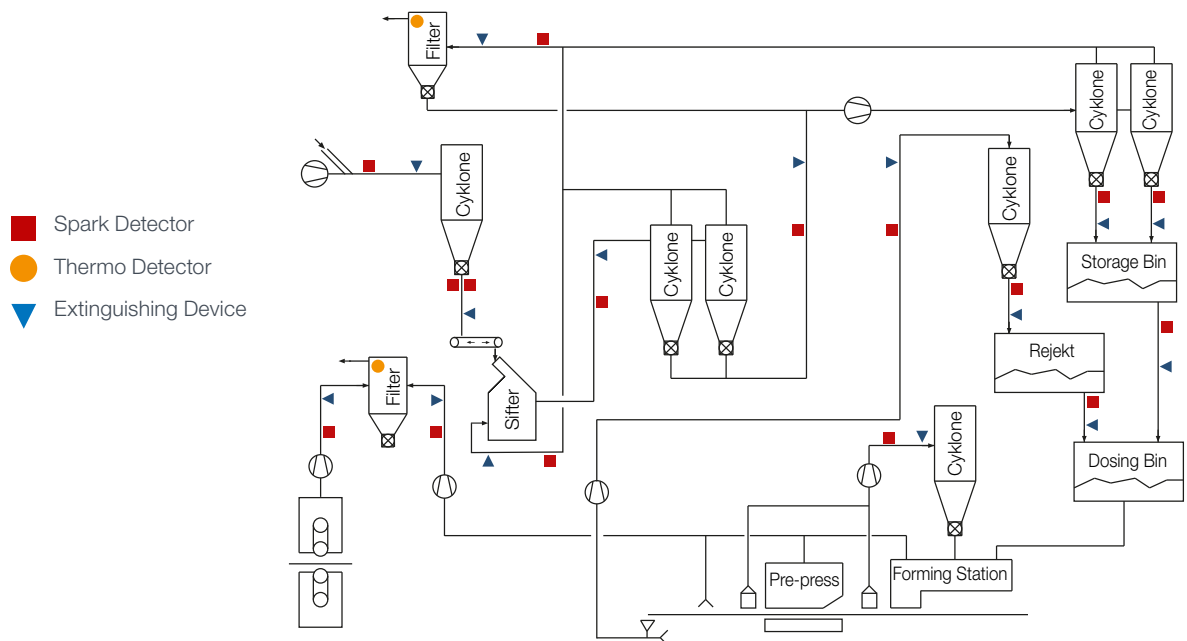 Filter
Cyklone
Cyklone
Cyklone
Cyklone
Spark Detector
Thermo Detector
Extinguishing Device
Cyklone
Cyklone
Storage Bin
Rejekt
Filter
Sifter
Cyklone
Dosing Bin
Pre-press
Forming Station